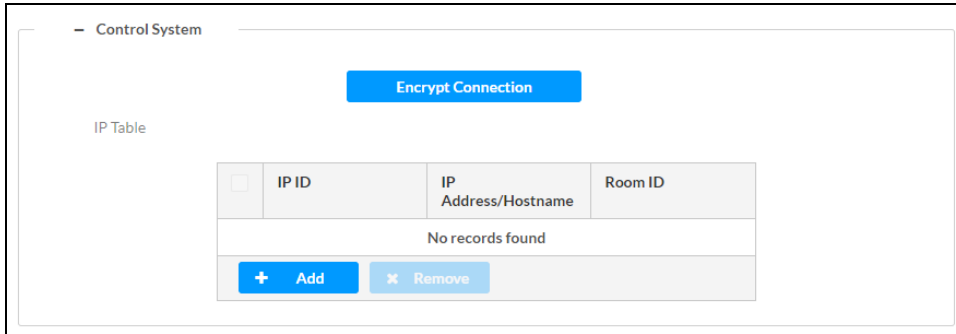 – Control System
Encrypt Connection
IP Table
IP ID
IP
Address/Hostname
Room ID
No records found
+ Add
× Remove